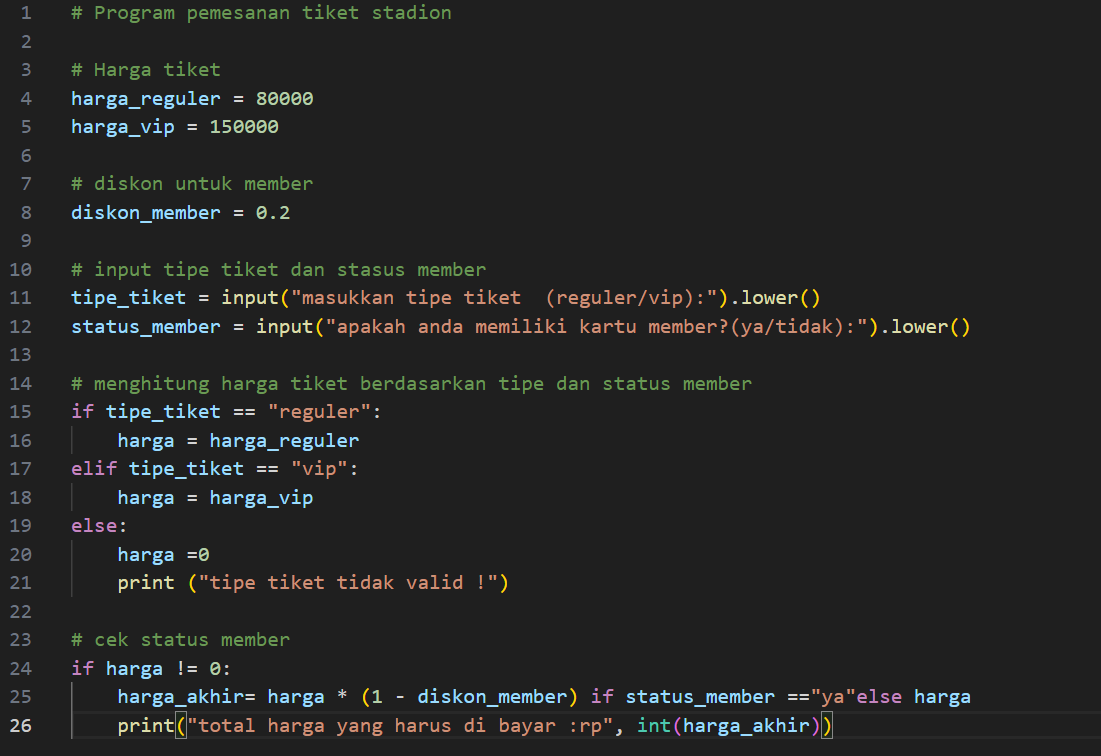 1 # Program pemesanan tiket stadion
2
3 # Harga tiket
4 harga_reguler = 80000
5 harga_vip = 150000
6
7 # diskon untuk member
8 diskon_member = 0.2
9
10 # input tipe tiket dan stasus member
11 tipe_tiket = input("masukkan tipe tiket  (reguler/vip):").lower()
12 status_member = input("apakah anda memiliki kartu member?(ya/tidak):").lower()
13
14 # menghitung harga tiket berdasarkan tipe dan status member
15 if tipe_tiket == "reguler":
16     harga = harga_reguler
17 elif tipe_tiket == "vip":
18     harga = harga_vip
19 else:
20     harga =0
21     print ("tipe tiket tidak valid !")
22
23 # cek status member
24 if harga != 0:
25     harga_akhir= harga * (1 - diskon_member) if status_member =="ya"else harga
26     print("total harga yang harus di bayar :rp", int(harga_akhir))